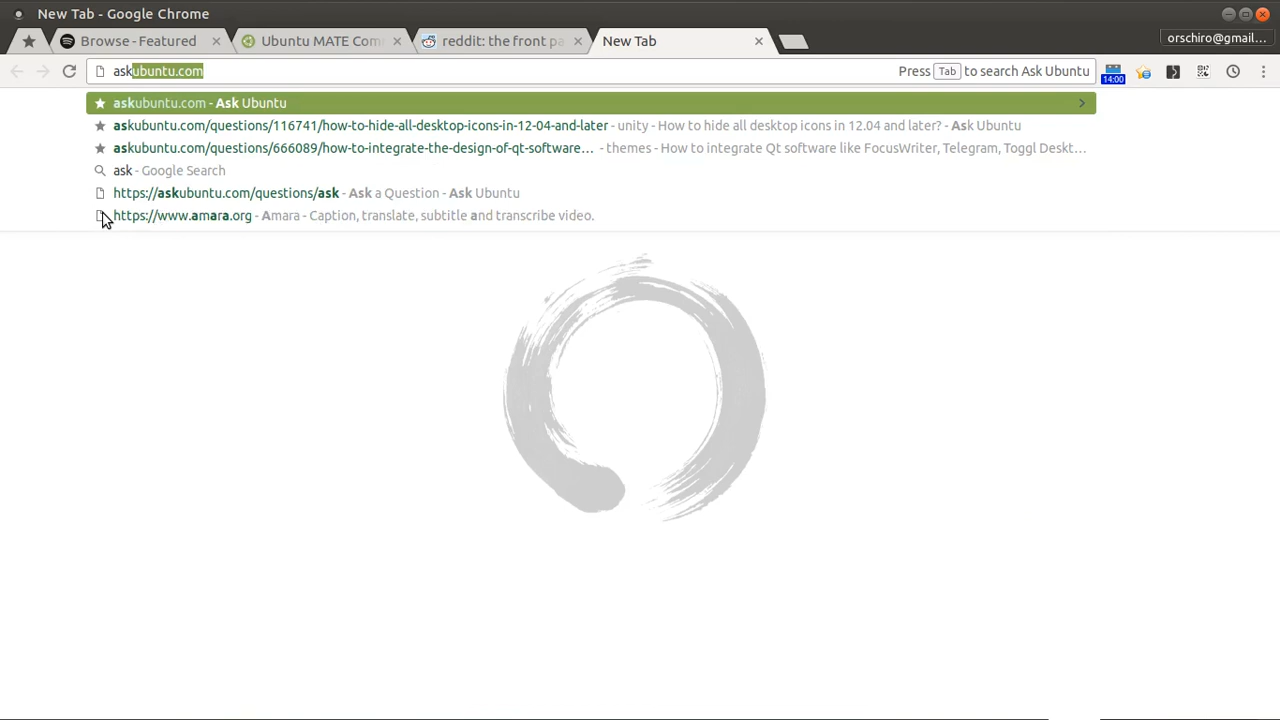 New Tab - Google Chrome
Browse - Featured
Ubuntu MATE Com
reddit: the front pa
New Tab
orschiro@gmail...
askubuntu.com
Press Tab to search Ask Ubuntu
14:00
askubuntu.com - Ask Ubuntu
askubuntu.com/questions/116741/how-to-hide-all-desktop-icons-in-12-04-and-later - unity - How to hide all desktop icons in 12.04 and later? - Ask Ubuntu
askubuntu.com/questions/666089/how-to-integrate-the-design-of-qt-software... - themes - How to integrate Qt software like FocusWriter, Telegram, Toggl Deskt...
ask - Google Search
https://askubuntu.com/questions/ask - Ask a Question - Ask Ubuntu
https://www.amara.org - Amara - Caption, translate, subtitle and transcribe video.